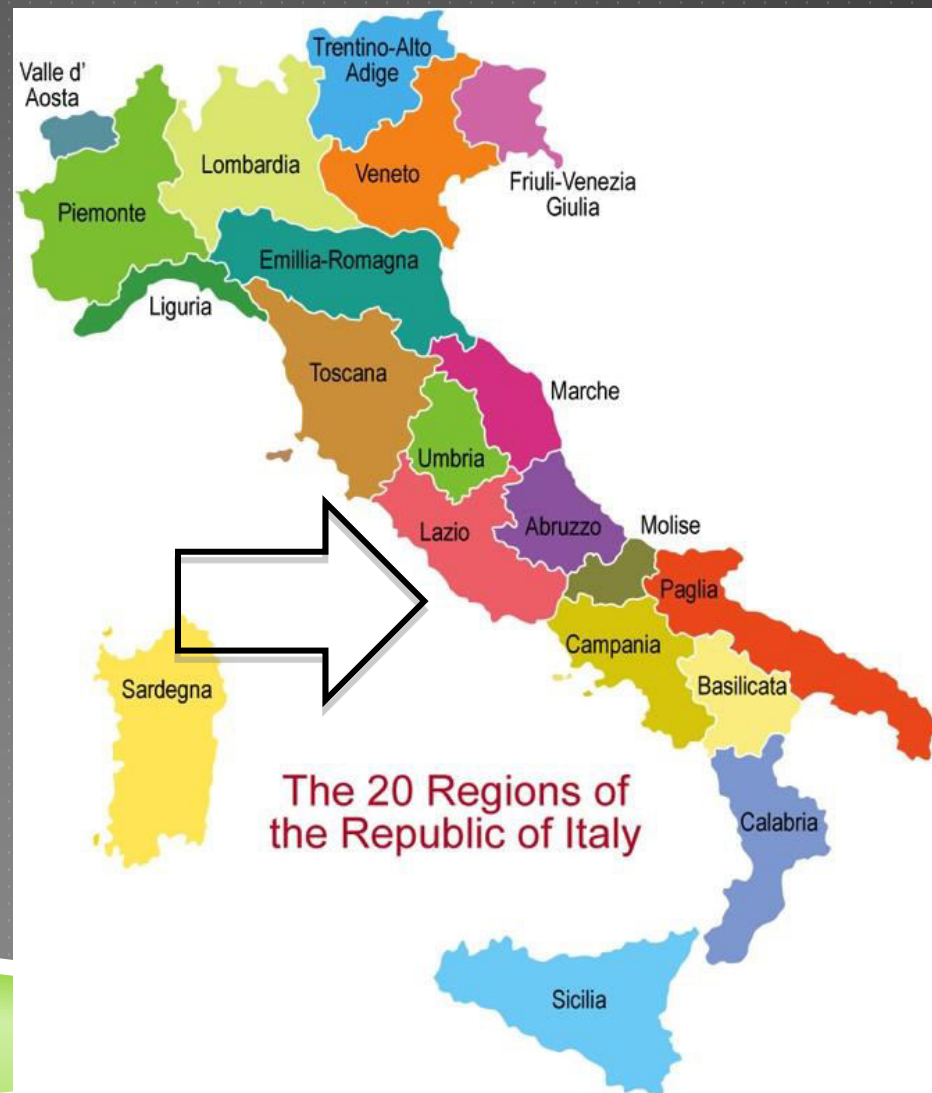 Trentino-Alto
Adige
Valle d'
Aosta
Lombardia
Veneto
Friuli-Venezia
Giulia
Piemonte
Emillia-Romagna
Liguria
Toscana
Marche
Umbria
Lazio
Abruzzo
Molise
Paglia
Campania
Basilicata
Sardegna
The 20 Regions of
the Republic of Italy
Calabria
Sicilia